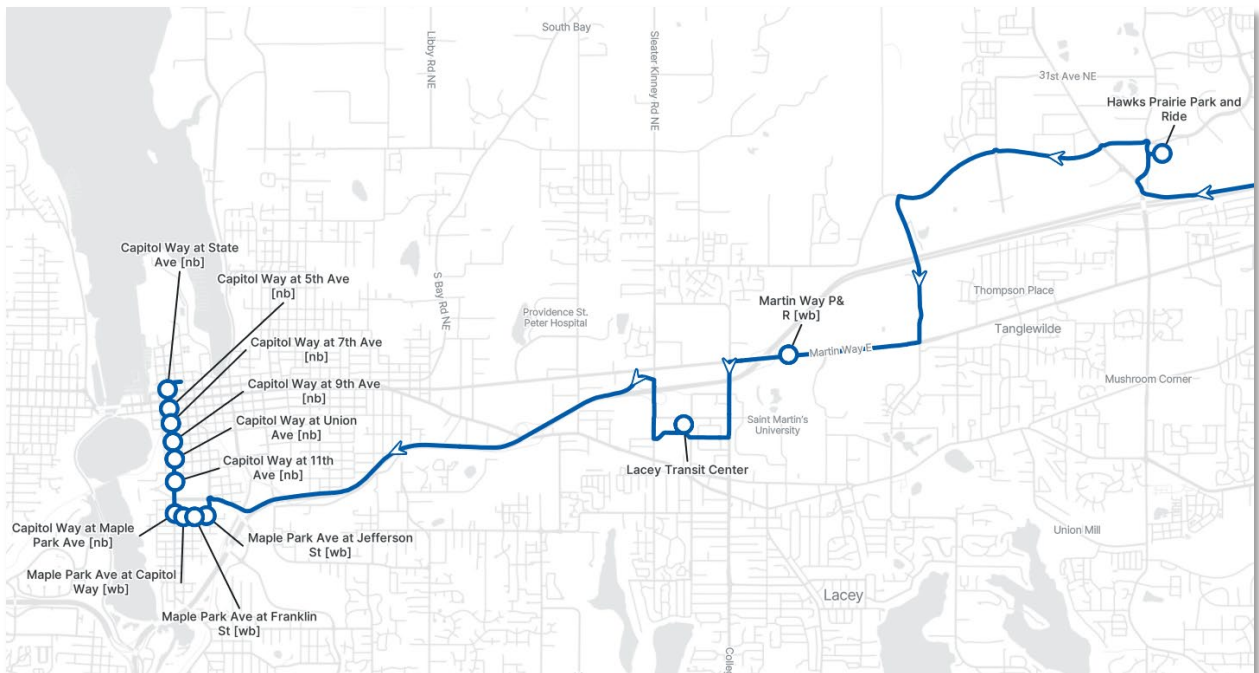 South Bay
Libby Rd NE
Sleater Kinney Rd NE
31st Ave NE
Hawks Prairie Park and
Ride
Capitol Way at State
Ave [nb]
Capitol Way at 5th Ave
[nb]
S Bay Rd NE
Providence St.
Peter Hospital
Martin Way P&
R [wb]
Thompson Place
Tanglewilde
Martin Way E
Capitol Way at 7th Ave
[nb]
Capitol Way at 9th Ave
[nb]
Mushroom Corner
Capitol Way at Union
Ave [nb]
Saint Martin's
University
Capitol Way at 11th
Ave [nb]
Lacey Transit Center
Capitol Way at Maple
Park Ave [nb]
Maple Park Ave at Jefferson
St [wb]
Union Mill
Maple Park Ave at Capitol
Way [wb]
Lacey
Maple Park Ave at Franklin
St [wb]